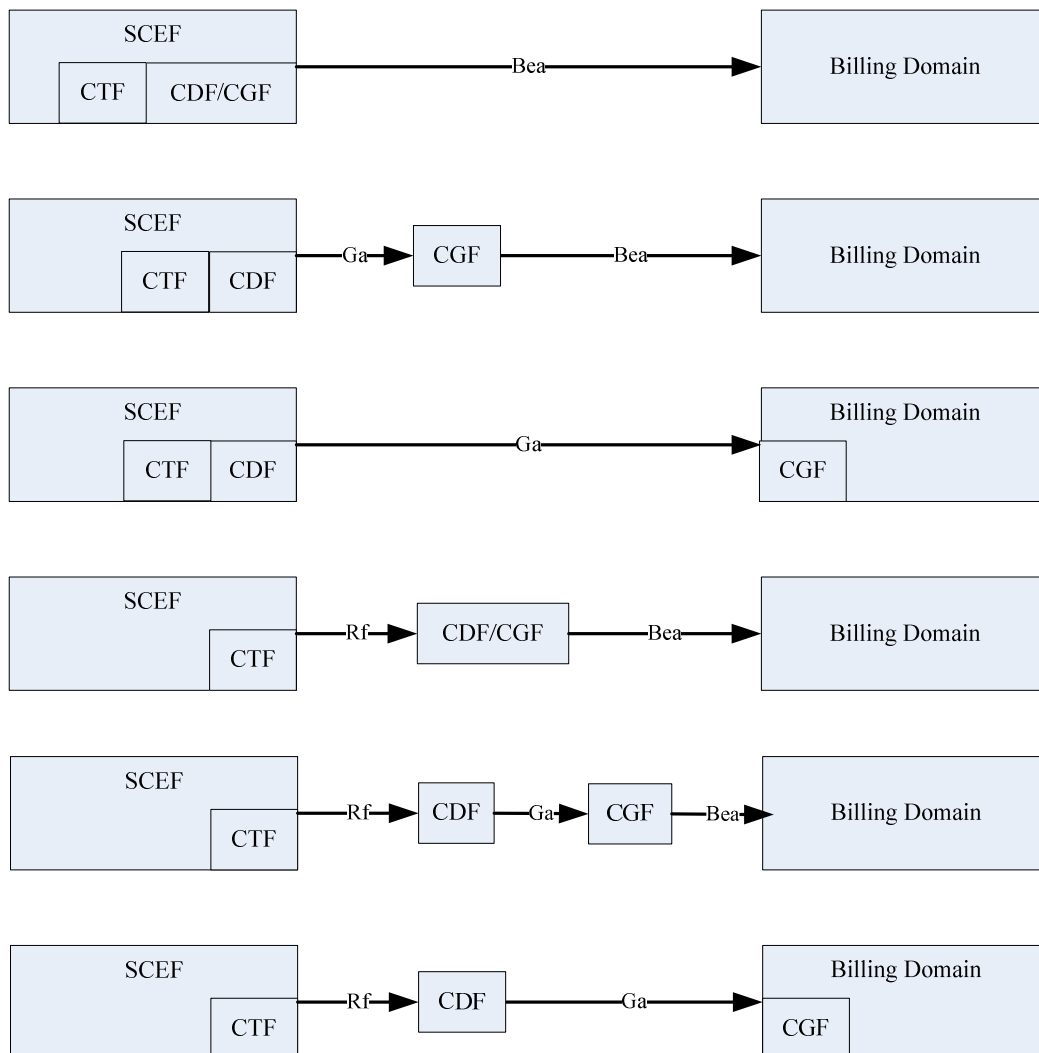 SCEF
CTF
CDF/CGF
Bea
Billing Domain
SCEF
CTF
CDF
Ga
CGF
Bea
Billing Domain
SCEF
CTF
CDF
Ga
Billing Domain
CGF
SCEF
CTF
Rf
CDF/CGF
Bea
Billing Domain
SCEF
CTF
Rf
CDF
Ga
CGF
Bea
Billing Domain
SCEF
CTF
Rf
CDF
Ga
Billing Domain
CGF